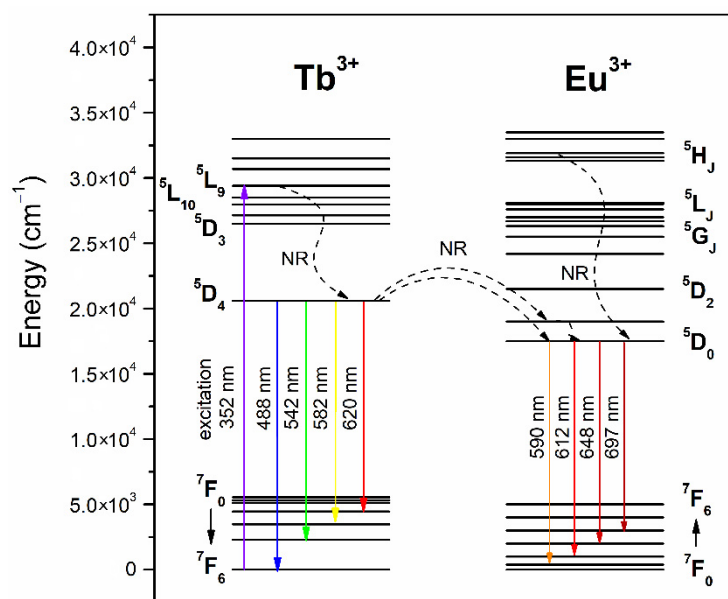 Tb³⁺
Eu³⁺
Energy (cm⁻¹)
4.0×10⁴
3.5×10⁴
3.0×10⁴
2.5×10⁴
2.0×10⁴
1.5×10⁴
1.0×10⁴
5.0×10³
0
⁵L₉
⁵L₁₀
⁵D₃
⁵D₄
⁷F₀
⁷F₆
NR
excitation
352 nm
488 nm
542 nm
582 nm
620 nm
NR
590 nm
612 nm
648 nm
697 nm
⁵H_J
⁵L_J
⁵G_J
⁵D₂
⁵D₀
⁷F₆
⁷F₀